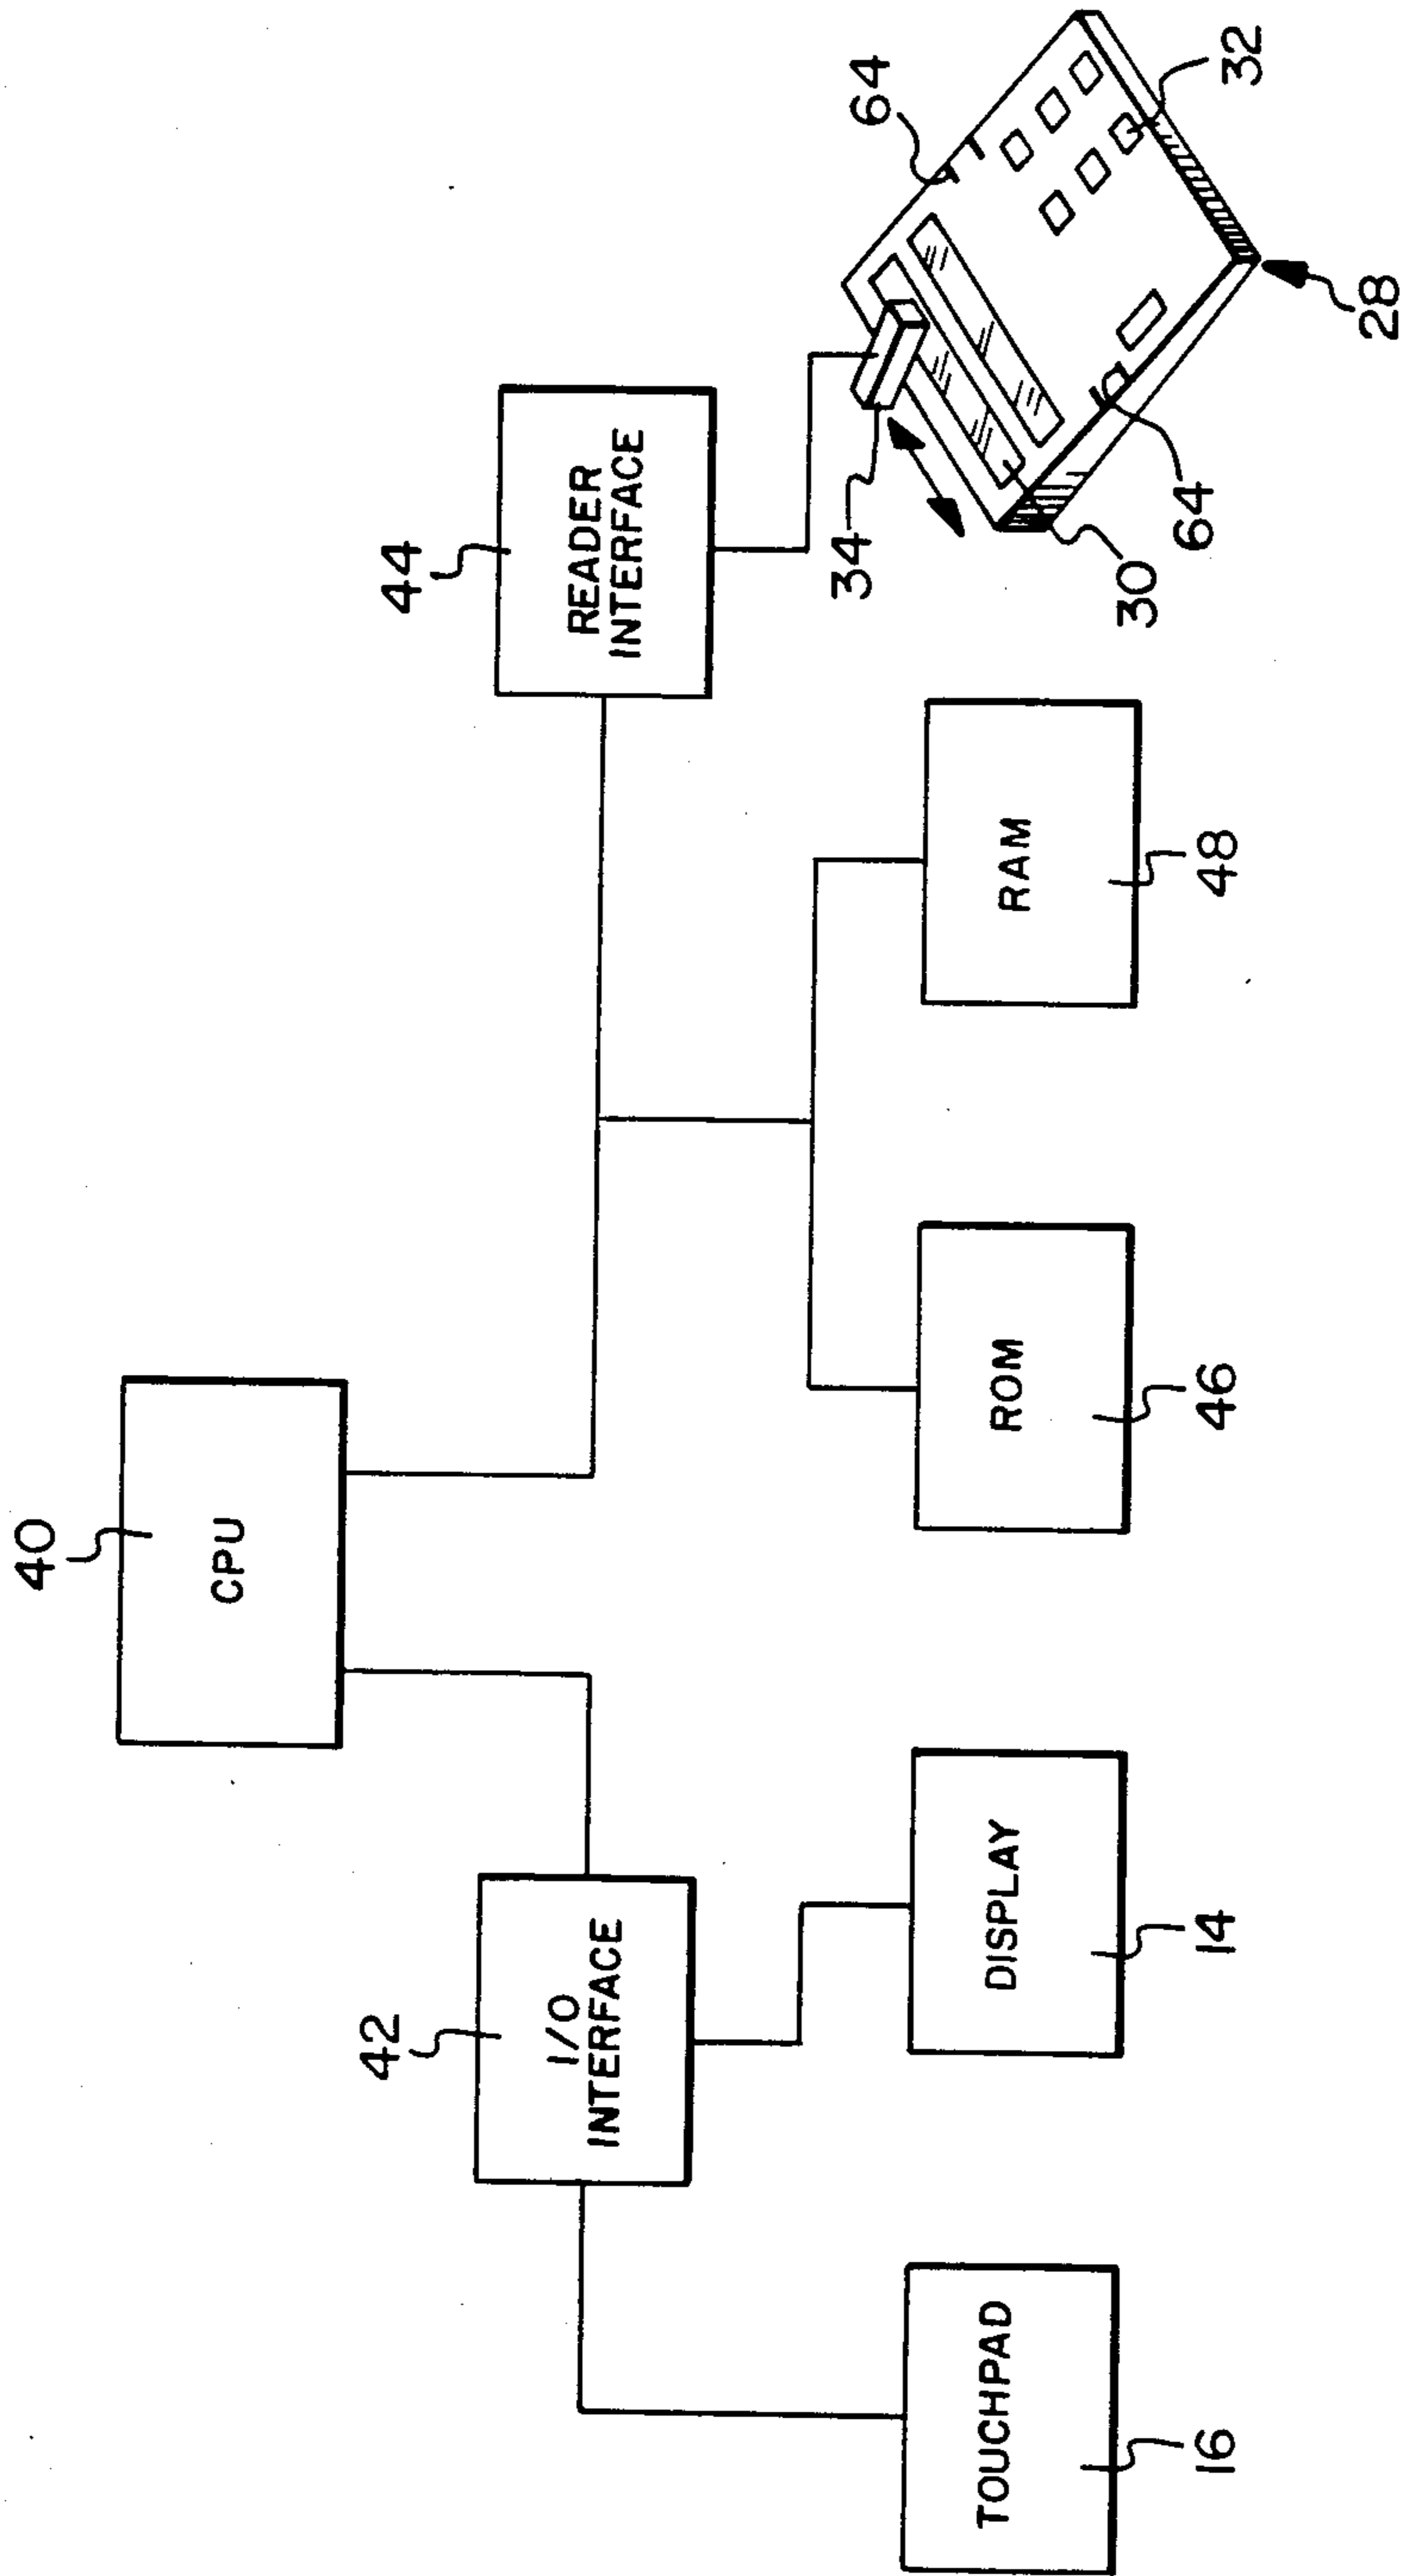 40
CPU
42
I/O
INTERFACE
44
READER
INTERFACE
TOUCHPAD
16
DISPLAY
14
ROM
46
RAM
48
34
30
64
64
32
28